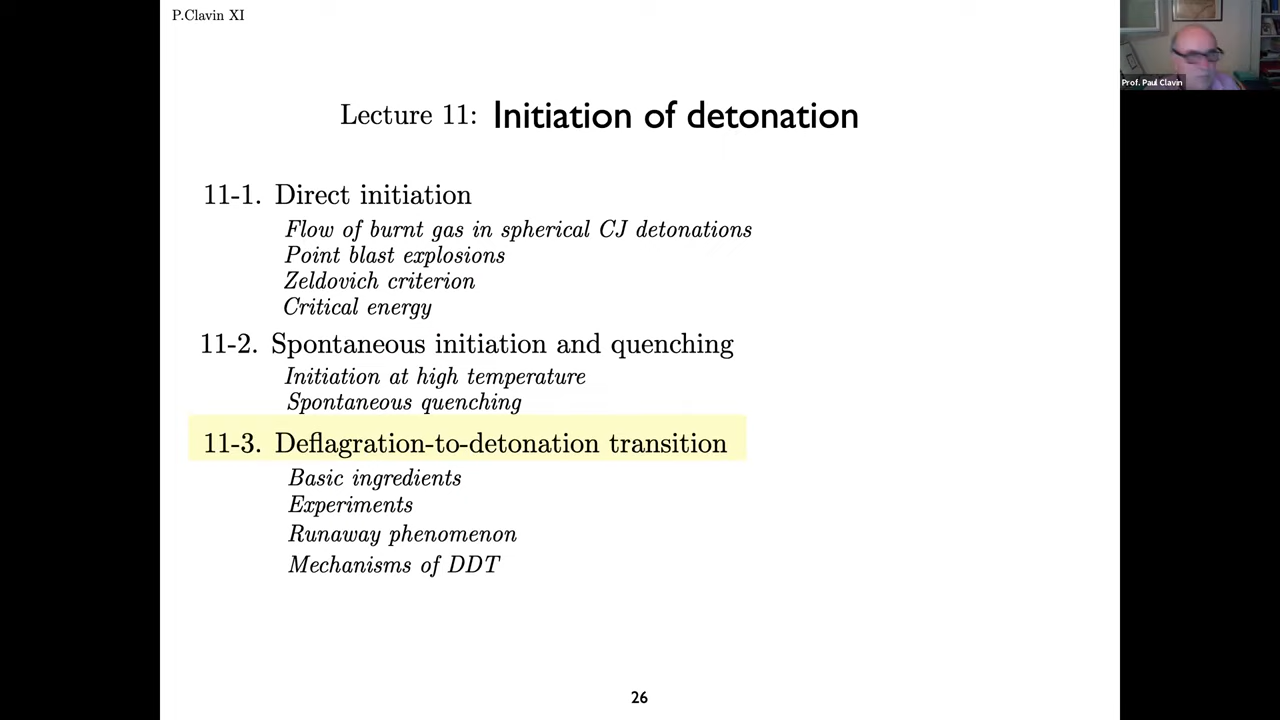 P.Clavin XI
Prof. Paul Clavin
Lecture 11: Initiation of detonation
11-1. Direct initiation
Flow of burnt gas in spherical CJ detonations
Point blast explosions
Zeldovich criterion
Critical energy
11-2. Spontaneous initiation and quenching
Initiation at high temperature
Spontaneous quenching
11-3. Deflagration-to-detonation transition
Basic ingredients
Experiments
Runaway phenomenon
Mechanisms of DDT
26